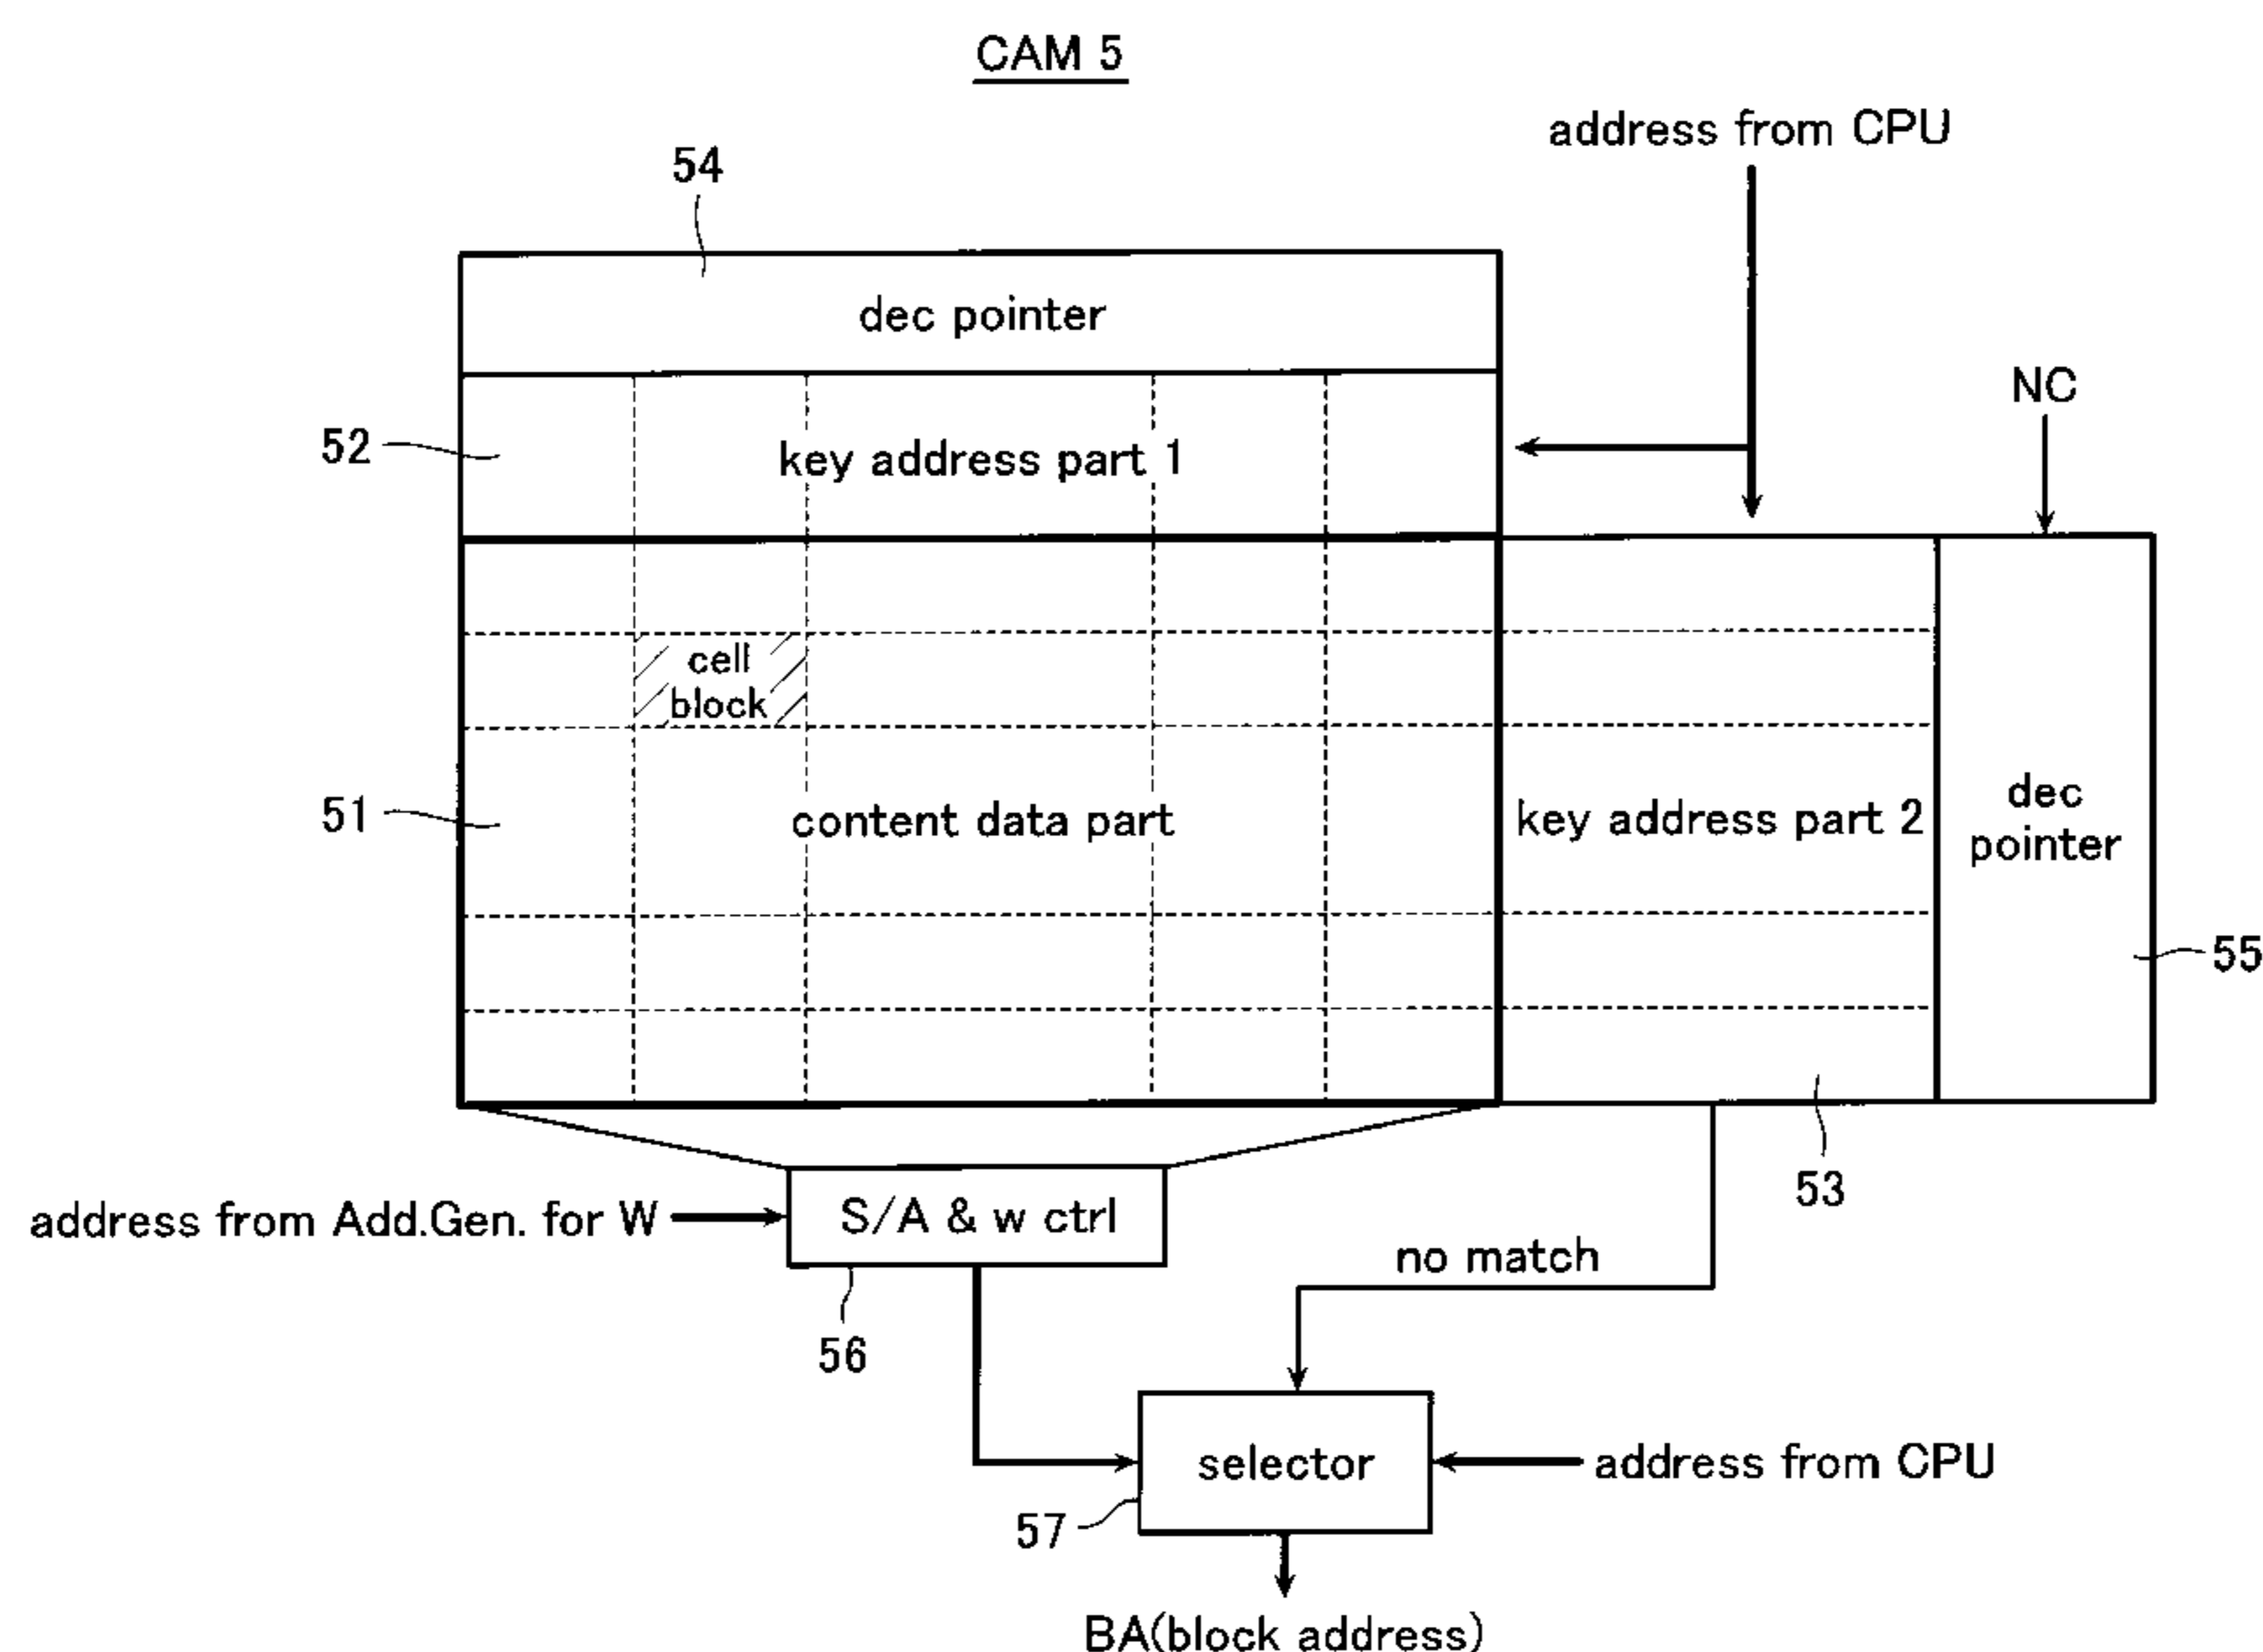 CAM 5
address from CPU
54
dec pointer
NC
52
key address part 1
cell
block
51
content data part
key address part 2
dec
pointer
55
53
address from Add.Gen. for W
S/A & w ctrl
no match
56
selector
address from CPU
57
BA(block address)